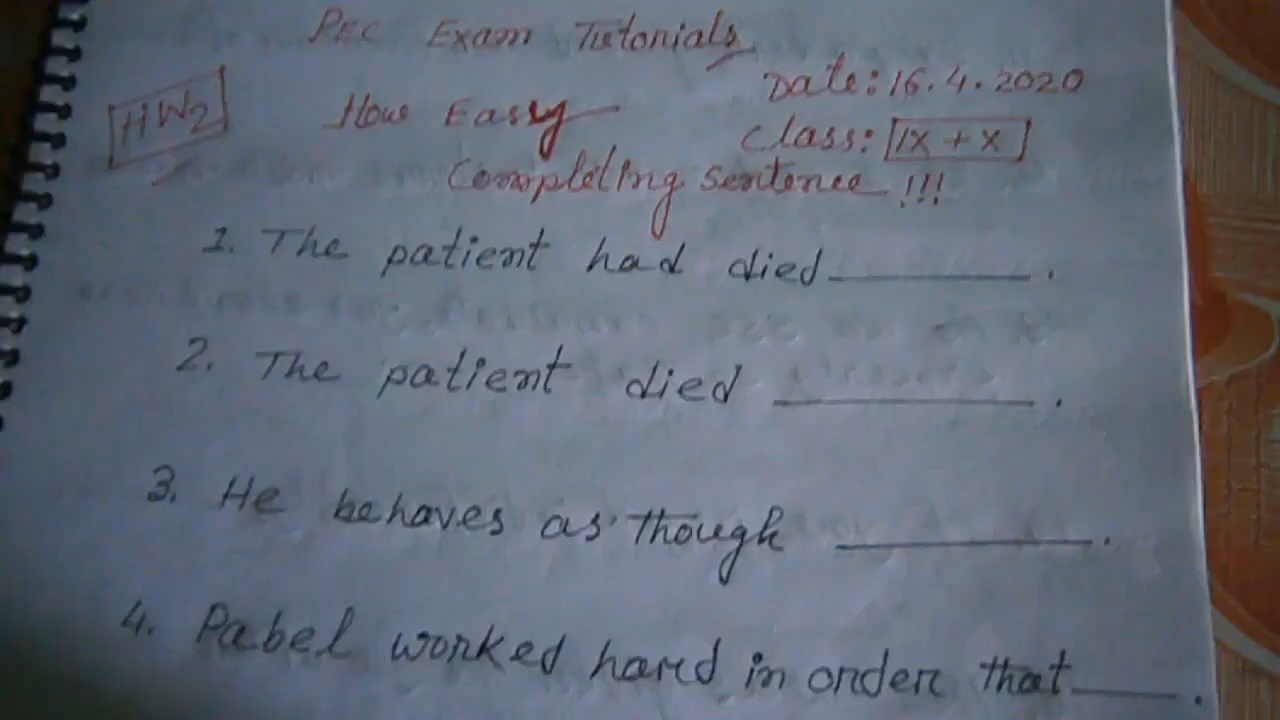 PEC Exam Tutorials
Date: 16.4.2020
HW2 How Easy
Class: IX + X
Completing Sentence !!!
1. The patient had died ________.
2. The patient died ________.
3. He behaves as though ________.
4. Pabel worked hard in order that ____.